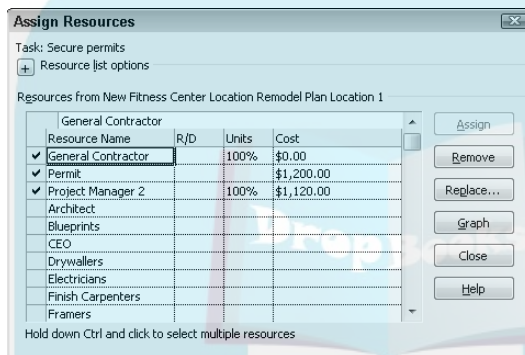 Assign Resources
Task: Secure permits
+ Resource list options
Resources from New Fitness Center Location Remodel Plan Location 1
General Contractor
Resource Name R/D Units Cost
General Contractor 100% $0.00
Permit $1,200.00
Project Manager 2 100% $1,120.00
Architect
Blueprints
CEO
Drywallers
Electricians
Finish Carpenters
Framers
Assign
Remove
Replace...
Graph
Close
Help
Hold down Ctrl and click to select multiple resources
Drop Books